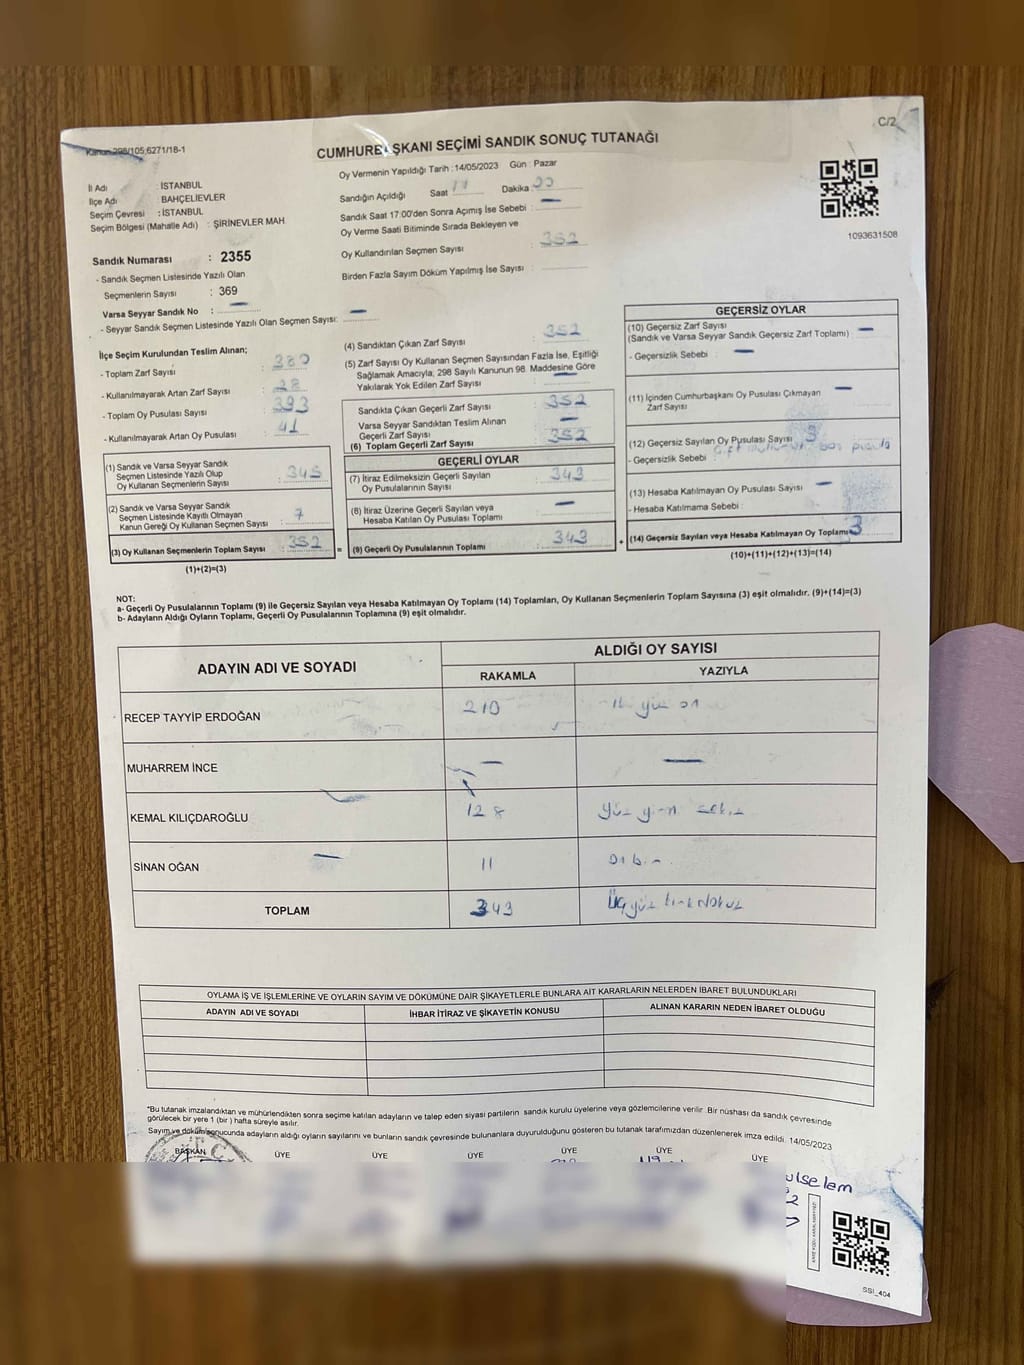 Kanun 298/105;6271/18-1
C/2
CUMHURBAŞKANI SEÇİMİ SANDIK SONUÇ TUTANAĞI
İl Adı : İSTANBUL
İlçe Adı : BAHÇELİEVLER
Seçim Çevresi : İSTANBUL
Seçim Bölgesi (Mahalle Adı) : ŞİRİNEVLER MAH
Sandık Numarası : 2355
- Sandık Seçmen Listesinde Yazılı Olan
Seçmenlerin Sayısı : 369
Varsa Seyyar Sandık No : —
- Seyyar Sandık Seçmen Listesinde Yazılı Olan Seçmen Sayısı: —
Oy Vermenin Yapıldığı Tarih :14/05/2023 Gün : Pazar
Sandığın Açıldığı Saat Dakika
Sandık Saat 17:00'den Sonra Açımış İse Sebebi : —
Oy Verme Saati Bitiminde Sırada Bekleyen ve
Oy Kullandırılan Seçmen Sayısı : 352
Birden Fazla Sayım Döküm Yapılmış İse Sayısı :
1093631508
İlçe Seçim Kurulundan Teslim Alınan;
- Toplam Zarf Sayısı : 380
- Kullanılmayarak Artan Zarf Sayısı : 28
- Toplam Oy Pusulası Sayısı : 393
- Kullanılmayarak Artan Oy Pusulası : 41
(1) Sandık ve Varsa Seyyar Sandık
Seçmen Listesinde Yazılı Olup
Oy Kullanan Seçmenlerin Sayısı : 345
(2) Sandık ve Varsa Seyyar Sandık
Seçmen Listesinde Kayıtlı Olmayan
Kanun Gereği Oy Kullanan Seçmen Sayısı : 7
(3) Oy Kullanan Seçmenlerin Toplam Sayısı : 352
(1)+(2)=(3)
(4) Sandıktan Çıkan Zarf Sayısı : 352
(5) Zarf Sayısı Oy Kullanan Seçmen Sayısından Fazla İse, Eşitliği
Sağlamak Amacıyla, 298 Sayılı Kanunun 98. Maddesine Göre
Yakılarak Yok Edilen Zarf Sayısı : —
Sandıkta Çıkan Geçerli Zarf Sayısı : 352
Varsa Seyyar Sandıktan Teslim Alınan
Geçerli Zarf Sayısı : —
(6) Toplam Geçerli Zarf Sayısı : 352
GEÇERLİ OYLAR
(7) İtiraz Edilmeksizin Geçerli Sayılan
Oy Pusulalarının Sayısı : 343
(8) İtiraz Üzerine Geçerli Sayılan veya
Hesaba Katılan Oy Pusulası Toplamı : —
= (9) Geçerli Oy Pusulalarının Toplamı : 343
GEÇERSİZ OYLAR
(10) Geçersiz Zarf Sayısı : —
(Sandık ve Varsa Seyyar Sandık Geçersiz Zarf Toplamı)
- Geçersizlik Sebebi : —
(11) İçinden Cumhurbaşkanı Oy Pusulası Çıkmayan : —
Zarf Sayısı
(12) Geçersiz Sayılan Oy Pusulası Sayısı :
- Geçersizlik Sebebi : boş pusula
(13) Hesaba Katılmayan Oy Pusulası Sayısı : —
- Hesaba Katılmama Sebebi :
+ (14) Geçersiz Sayılan veya Hesaba Katılmayan Oy Toplamı: 3
(10)+(11)+(12)+(13)=(14)
NOT:
a- Geçerli Oy Pusulalarının Toplamı (9) ile Geçersiz Sayılan veya Hesaba Katılmayan Oy Toplamı (14) Toplamları, Oy Kullanan Seçmenlerin Toplam Sayısına (3) eşit olmalıdır. (9)+(14)=(3)
b- Adayların Aldığı Oyların Toplamı, Geçerli Oy Pusulalarının Toplamına (9) eşit olmalıdır.
ADAYIN ADI VE SOYADI
ALDIĞI OY SAYISI
RAKAMLA YAZIYLA
RECEP TAYYİP ERDOĞAN 210 yüz on
MUHARREM İNCE — —
KEMAL KILIÇDAROĞLU 128 yüz sekiz
SİNAN OĞAN 11 on bir
TOPLAM 343 üçyüz
OYLAMA İŞ VE İŞLEMLERİNE VE OYLARIN SAYIM VE DÖKÜMÜNE DAİR ŞİKAYETLERLE BUNLARA AİT KARARLARIN NELERDEN İBARET BULUNDUKLARI
ADAYIN ADI VE SOYADI İHBAR İTİRAZ VE ŞİKAYETİN KONUSU ALINAN KARARIN NEDEN İBARET OLDUĞU
*Bu tutanak imzalandıktan ve mühürlendikten sonra seçime katılan adayların ve talep eden siyasi partilerin sandık kurulu üyelerine veya gözlemcilerine verilir. Bir nüshası da sandık çevresinde
görülecek bir yere 1 (bir) hafta süreyle asılır.
Sayım ve döküm sonucunda adayların aldığı oyların sayılarını ve bunların sandık çevresinde bulunanlara duyurulduğunu gösteren bu tutanak tarafımızdan düzenlenerek imza edildi. 14/05/2023
BAŞKAN ÜYE ÜYE ÜYE ÜYE ÜYE ÜYE
SSI_404